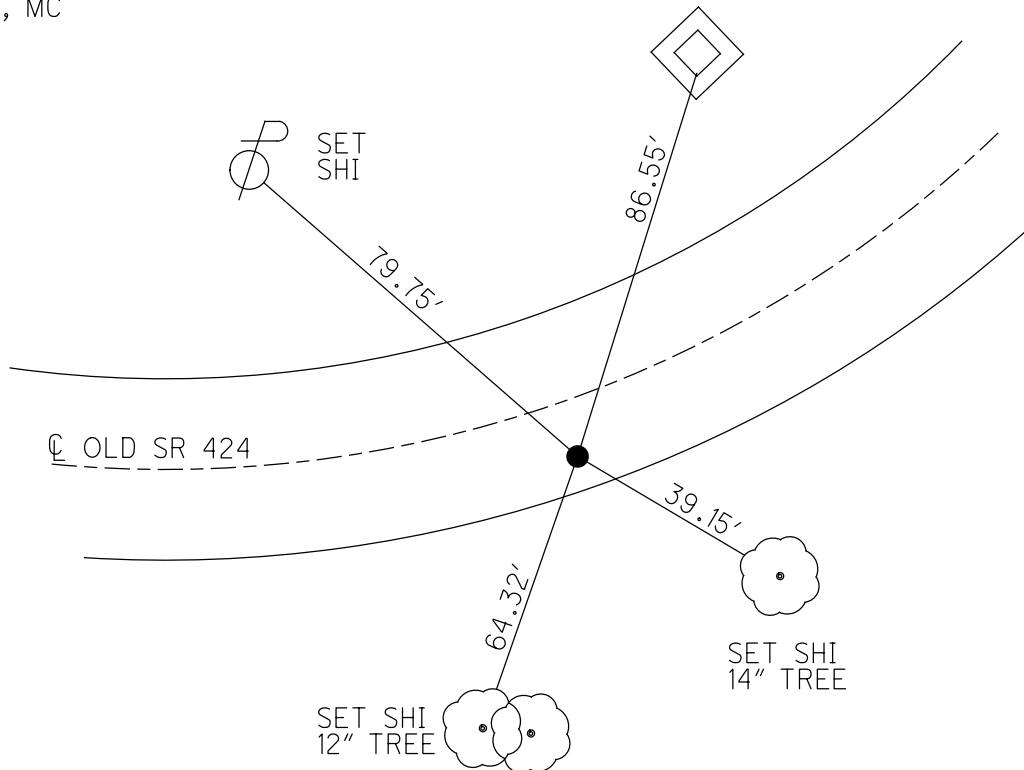 , MC
SET
SHI
86.55'
79.75'
℄ OLD SR 424
39.15'
64.32'
SET SHI
14" TREE
SET SHI
12" TREE